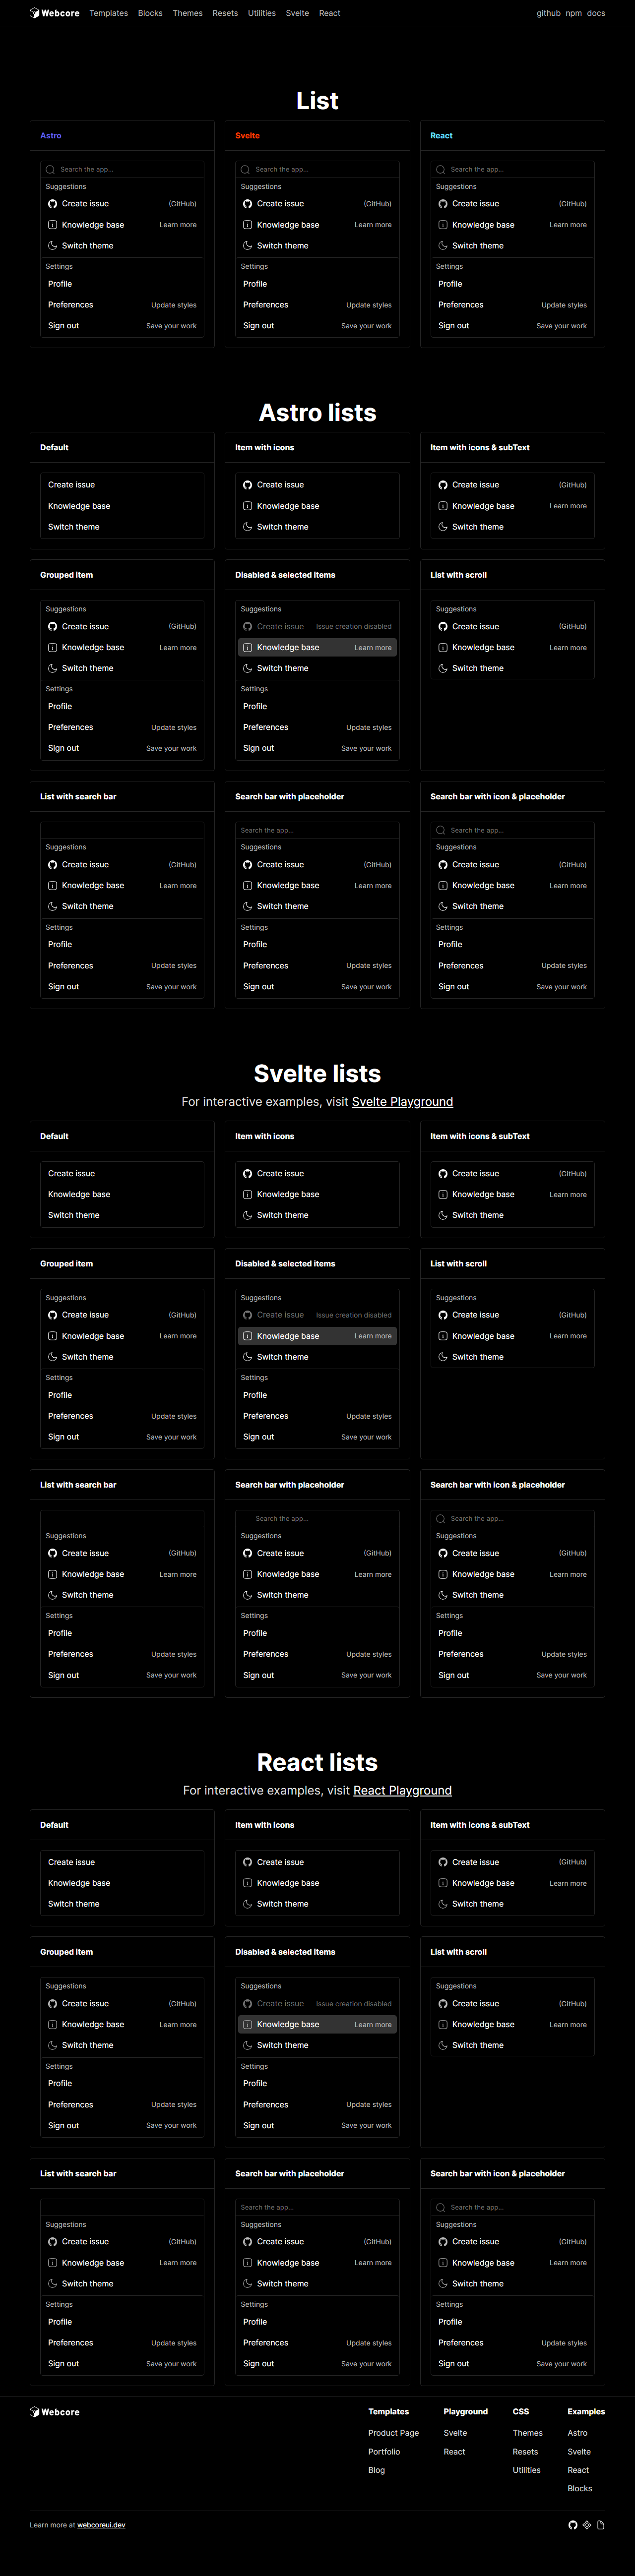 Webcore Templates Blocks Themes Resets Utilities Svelte React github npm docs
List
Astro
Search the app...
Suggestions
Create issue (GitHub)
Knowledge base Learn more
Switch theme
Settings
Profile
Preferences Update styles
Sign out Save your work
Svelte
Search the app...
Suggestions
Create issue (GitHub)
Knowledge base Learn more
Switch theme
Settings
Profile
Preferences Update styles
Sign out Save your work
React
Search the app...
Suggestions
Create issue (GitHub)
Knowledge base Learn more
Switch theme
Settings
Profile
Preferences Update styles
Sign out Save your work
Astro lists
Default
Create issue
Knowledge base
Switch theme
Item with icons
Create issue
Knowledge base
Switch theme
Item with icons & subText
Create issue (GitHub)
Knowledge base Learn more
Switch theme
Grouped item
Suggestions
Create issue (GitHub)
Knowledge base Learn more
Switch theme
Settings
Profile
Preferences Update styles
Sign out Save your work
Disabled & selected items
Suggestions
Create issue Issue creation disabled
Knowledge base Learn more
Switch theme
Settings
Profile
Preferences Update styles
Sign out Save your work
List with scroll
Suggestions
Create issue (GitHub)
Knowledge base Learn more
Switch theme
List with search bar
Suggestions
Create issue (GitHub)
Knowledge base Learn more
Switch theme
Settings
Profile
Preferences Update styles
Sign out Save your work
Search bar with placeholder
Search the app...
Suggestions
Create issue (GitHub)
Knowledge base Learn more
Switch theme
Settings
Profile
Preferences Update styles
Sign out Save your work
Search bar with icon & placeholder
Search the app...
Suggestions
Create issue (GitHub)
Knowledge base Learn more
Switch theme
Settings
Profile
Preferences Update styles
Sign out Save your work
Svelte lists
For interactive examples, visit Svelte Playground
Default
Create issue
Knowledge base
Switch theme
Item with icons
Create issue
Knowledge base
Switch theme
Item with icons & subText
Create issue (GitHub)
Knowledge base Learn more
Switch theme
Grouped item
Suggestions
Create issue (GitHub)
Knowledge base Learn more
Switch theme
Settings
Profile
Preferences Update styles
Sign out Save your work
Disabled & selected items
Suggestions
Create issue Issue creation disabled
Knowledge base Learn more
Switch theme
Settings
Profile
Preferences Update styles
Sign out Save your work
List with scroll
Suggestions
Create issue (GitHub)
Knowledge base Learn more
Switch theme
List with search bar
Suggestions
Create issue (GitHub)
Knowledge base Learn more
Switch theme
Settings
Profile
Preferences Update styles
Sign out Save your work
Search bar with placeholder
Search the app...
Suggestions
Create issue (GitHub)
Knowledge base Learn more
Switch theme
Settings
Profile
Preferences Update styles
Sign out Save your work
Search bar with icon & placeholder
Search the app...
Suggestions
Create issue (GitHub)
Knowledge base Learn more
Switch theme
Settings
Profile
Preferences Update styles
Sign out Save your work
React lists
For interactive examples, visit React Playground
Default
Create issue
Knowledge base
Switch theme
Item with icons
Create issue
Knowledge base
Switch theme
Item with icons & subText
Create issue (GitHub)
Knowledge base Learn more
Switch theme
Grouped item
Suggestions
Create issue (GitHub)
Knowledge base Learn more
Switch theme
Settings
Profile
Preferences Update styles
Sign out Save your work
Disabled & selected items
Suggestions
Create issue Issue creation disabled
Knowledge base Learn more
Switch theme
Settings
Profile
Preferences Update styles
Sign out Save your work
List with scroll
Suggestions
Create issue (GitHub)
Knowledge base Learn more
Switch theme
List with search bar
Suggestions
Create issue (GitHub)
Knowledge base Learn more
Switch theme
Settings
Profile
Preferences Update styles
Sign out Save your work
Search bar with placeholder
Search the app...
Suggestions
Create issue (GitHub)
Knowledge base Learn more
Switch theme
Settings
Profile
Preferences Update styles
Sign out Save your work
Search bar with icon & placeholder
Search the app...
Suggestions
Create issue (GitHub)
Knowledge base Learn more
Switch theme
Settings
Profile
Preferences Update styles
Sign out Save your work
Webcore
Templates
Product Page
Portfolio
Blog
Playground
Svelte
React
CSS
Themes
Resets
Utilities
Examples
Astro
Svelte
React
Blocks
Learn more at webcoreui.dev